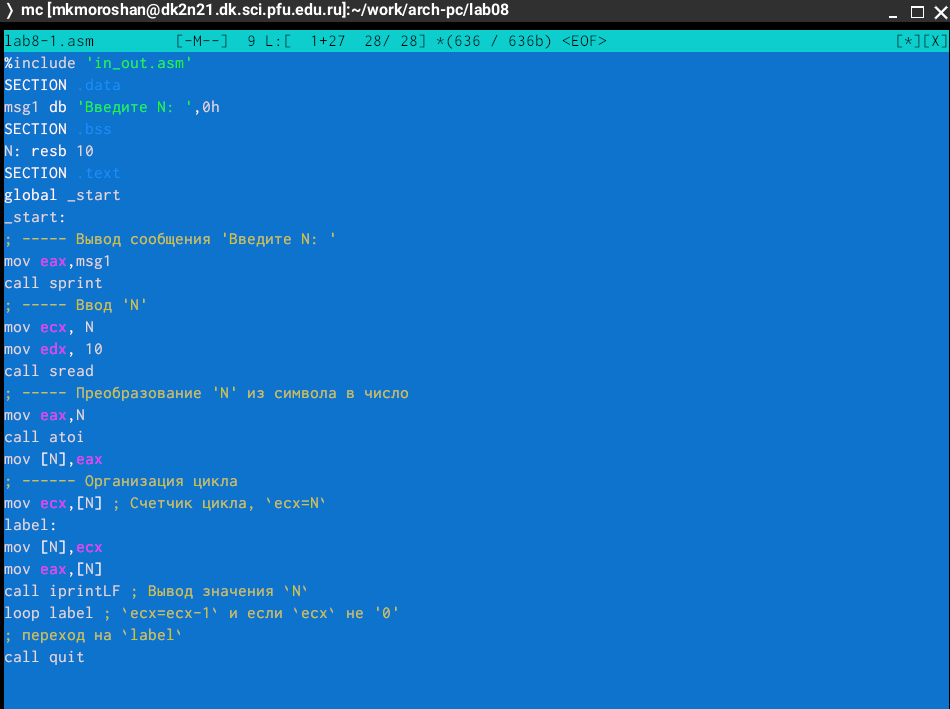 ❭ mc [mkmoroshan@dk2n21.dk.sci.pfu.edu.ru]:~/work/arch-pc/lab08
lab8-1.asm         [-M--]  9 L:[  1+27  28/ 28] *(636 / 636b) <EOF>                                [*][X]
%include 'in_out.asm'
SECTION .data
msg1 db 'Введите N: ',0h
SECTION .bss
N: resb 10
SECTION .text
global _start
_start:
; ----- Вывод сообщения 'Введите N: '
mov eax,msg1
call sprint
; ----- Ввод 'N'
mov ecx, N
mov edx, 10
call sread
; ----- Преобразование 'N' из символа в число
mov eax,N
call atoi
mov [N],eax
; ------ Организация цикла
mov ecx,[N] ; Счетчик цикла, `ecx=N`
label:
mov [N],ecx
mov eax,[N]
call iprintLF ; Вывод значения `N`
loop label ; `ecx=ecx-1` и если `ecx` не '0'
; переход на `label`
call quit